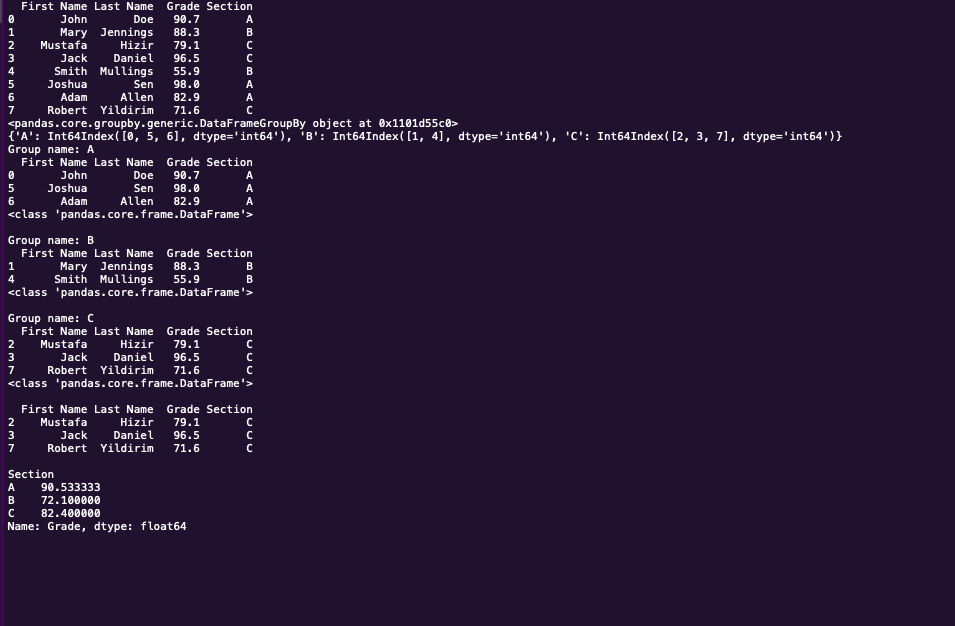 First Name Last Name  Grade Section
0       John       Doe   90.7       A
1       Mary  Jennings   88.3       B
2    Mustafa     Hizir   79.1       C
3       Jack    Daniel   96.5       C
4      Smith  Mullings   55.9       B
5     Joshua       Sen   98.0       A
6       Adam     Allen   82.9       A
7     Robert  Yildirim   71.6       C
<pandas.core.groupby.generic.DataFrameGroupBy object at 0x1101d55c0>
{'A': Int64Index([0, 5, 6], dtype='int64'), 'B': Int64Index([1, 4], dtype='int64'), 'C': Int64Index([2, 3, 7], dtype='int64')}
Group name: A
  First Name Last Name  Grade Section
0       John       Doe   90.7       A
5     Joshua       Sen   98.0       A
6       Adam     Allen   82.9       A
<class 'pandas.core.frame.DataFrame'>

Group name: B
  First Name Last Name  Grade Section
1       Mary  Jennings   88.3       B
4      Smith  Mullings   55.9       B
<class 'pandas.core.frame.DataFrame'>

Group name: C
  First Name Last Name  Grade Section
2    Mustafa     Hizir   79.1       C
3       Jack    Daniel   96.5       C
7     Robert  Yildirim   71.6       C
<class 'pandas.core.frame.DataFrame'>

  First Name Last Name  Grade Section
2    Mustafa     Hizir   79.1       C
3       Jack    Daniel   96.5       C
7     Robert  Yildirim   71.6       C

Section
A    90.533333
B    72.100000
C    82.400000
Name: Grade, dtype: float64